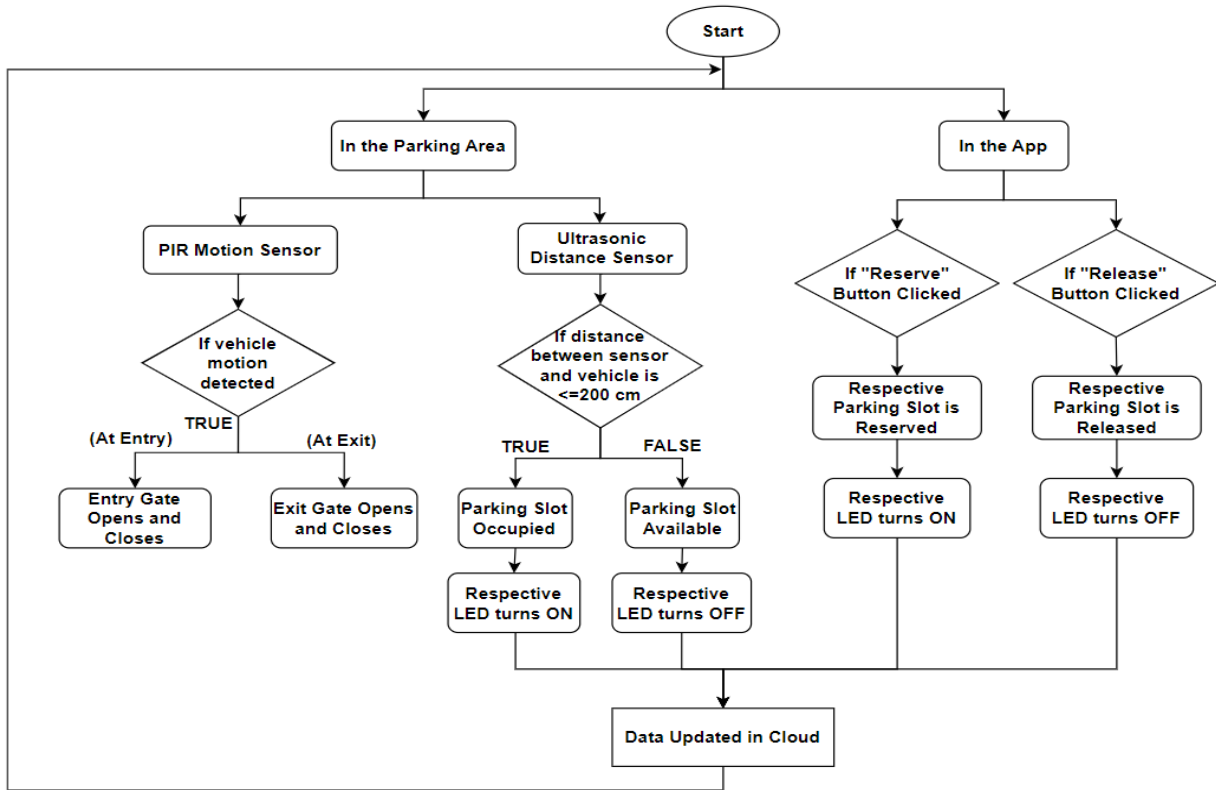 Start
In the Parking Area
In the App
PIR Motion Sensor
Ultrasonic
Distance Sensor
If "Reserve"
Button Clicked
If "Release"
Button Clicked
If vehicle
motion
detected
If distance
between sensor
and vehicle is
<=200 cm
Respective
Parking Slot is
Reserved
Respective
Parking Slot is
Released
TRUE
(At Entry)
(At Exit)
TRUE
FALSE
Entry Gate
Opens and
Closes
Exit Gate Opens
and Closes
Parking Slot
Occupied
Parking Slot
Available
Respective
LED turns ON
Respective
LED turns OFF
Respective
LED turns ON
Respective
LED turns OFF
Data Updated in Cloud